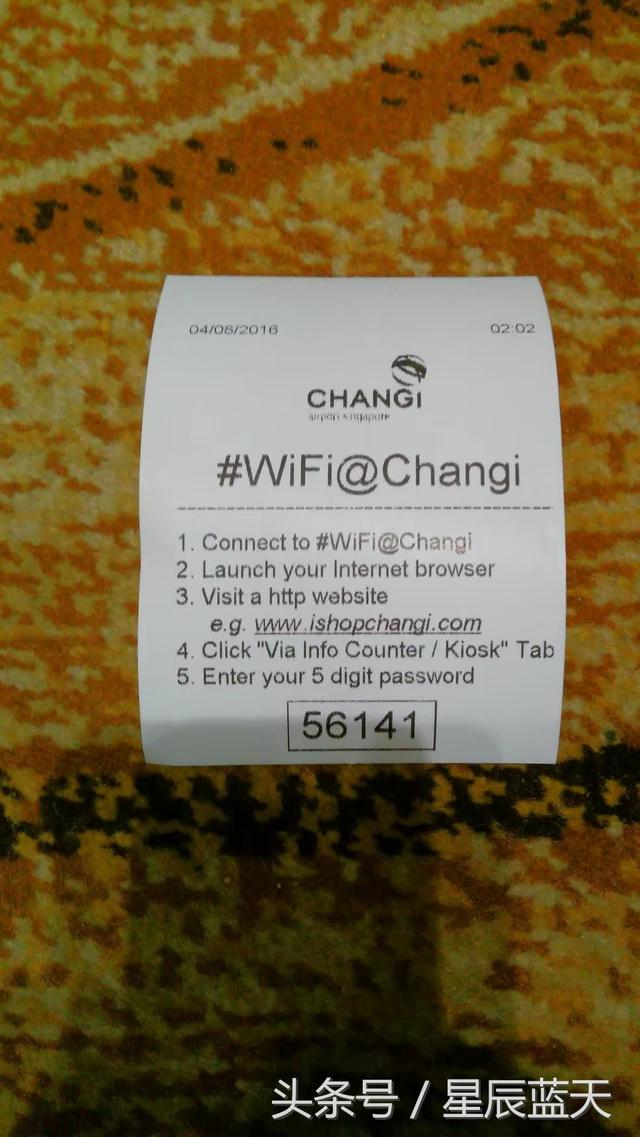 04/08/2016 02:02
CHANGI
airport singapore
#WiFi@Changi
1. Connect to #WiFi@Changi
2. Launch your Internet browser
3. Visit a http website
e.g. www.ishopchangi.com
4. Click "Via Info Counter / Kiosk" Tab
5. Enter your 5 digit password
56141
头条号 / 星辰蓝天